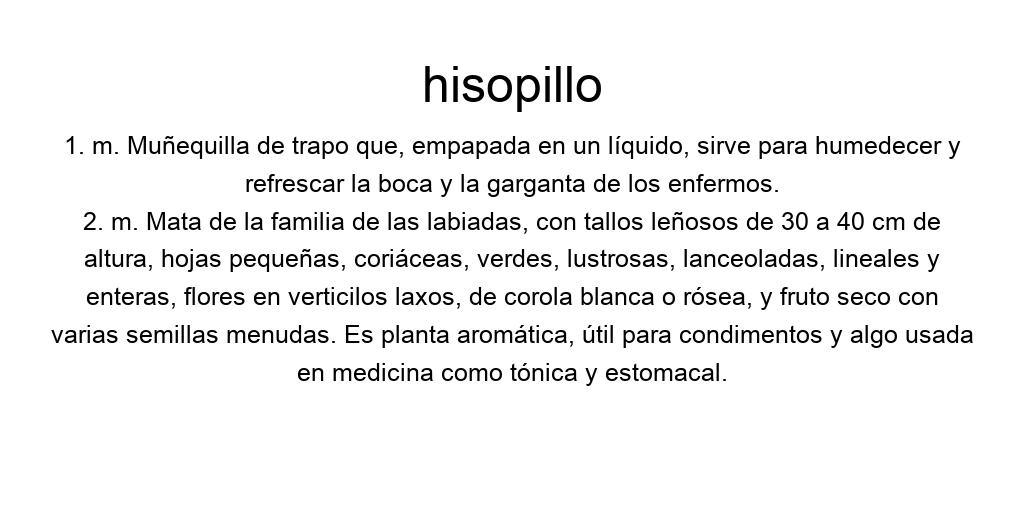 hisopillo
1. m. Muñequilla de trapo que, empapada en un líquido, sirve para humedecer y
refrescar la boca y la garganta de los enfermos.
2. m. Mata de la familia de las labiadas, con tallos leñosos de 30 a 40 cm de
altura, hojas pequeñas, coriáceas, verdes, lustrosas, lanceoladas, lineales y
enteras, flores en verticilos laxos, de corola blanca o rósea, y fruto seco con
varias semillas menudas. Es planta aromática, útil para condimentos y algo usada
en medicina como tónica y estomacal.